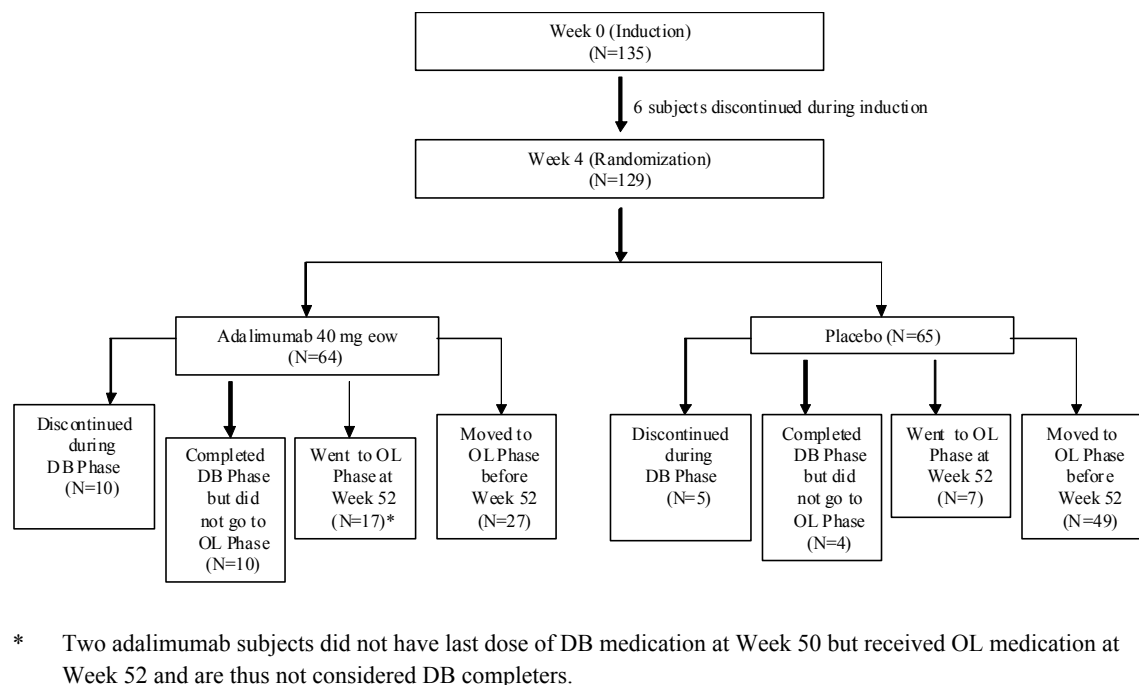 Week 0 (Induction)
(N=135)
6 subjects discontinued during induction
Week 4 (Randomization)
(N=129)
Adalimumab 40 mg eow
(N=64)
Placebo (N=65)
Discontinued
during
DB Phase
(N=10)
Completed
DB Phase
but did
not go to
OL Phase
(N=10)
Went to OL
Phase at
Week 52
(N=17)*
Moved to
OL Phase
before
Week 52
(N=27)
Discontinued
during
DB Phase
(N=5)
Completed
DB Phase
but did not
go to OL
Phase
(N=4)
Went to OL
Phase at
Week 52
(N=7)
Moved to
OL Phase
before
Week 52
(N=49)
* Two adalimumab subjects did not have last dose of DB medication at Week 50 but received OL medication at
Week 52 and are thus not considered DB completers.